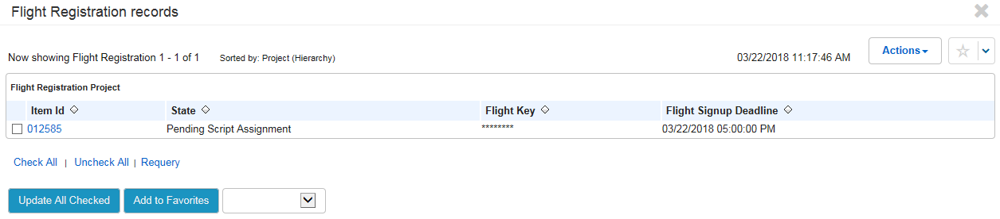 Flight Registration records
Now showing Flight Registration 1 - 1 of 1 Sorted by: Project (Hierarchy) 03/22/2018 11:17:46 AM Actions
Flight Registration Project
Item Id State Flight Key Flight Signup Deadline
012585 Pending Script Assignment ******** 03/22/2018 05:00:00 PM
Check All | Uncheck All | Requery
Update All Checked Add to Favorites